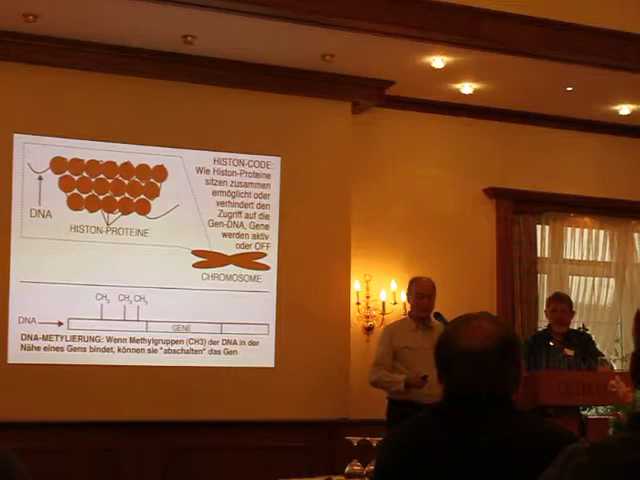 HISTON-CODE:
Wie Histon-Proteine
sitzen zusammen
ermöglicht oder
verhindert den
Zugriff auf die
Gen-DNA, Gene
werden aktiv
oder OFF
DNA
HISTON-PROTEINE
CHROMOSOME
CH3 CH3 CH3
DNA
GENE
DNA-METYLIERUNG: Wenn Methylgruppen (CH3) der DNA in der
Nähe eines Gens bindet, können sie "abschalten" das Gen